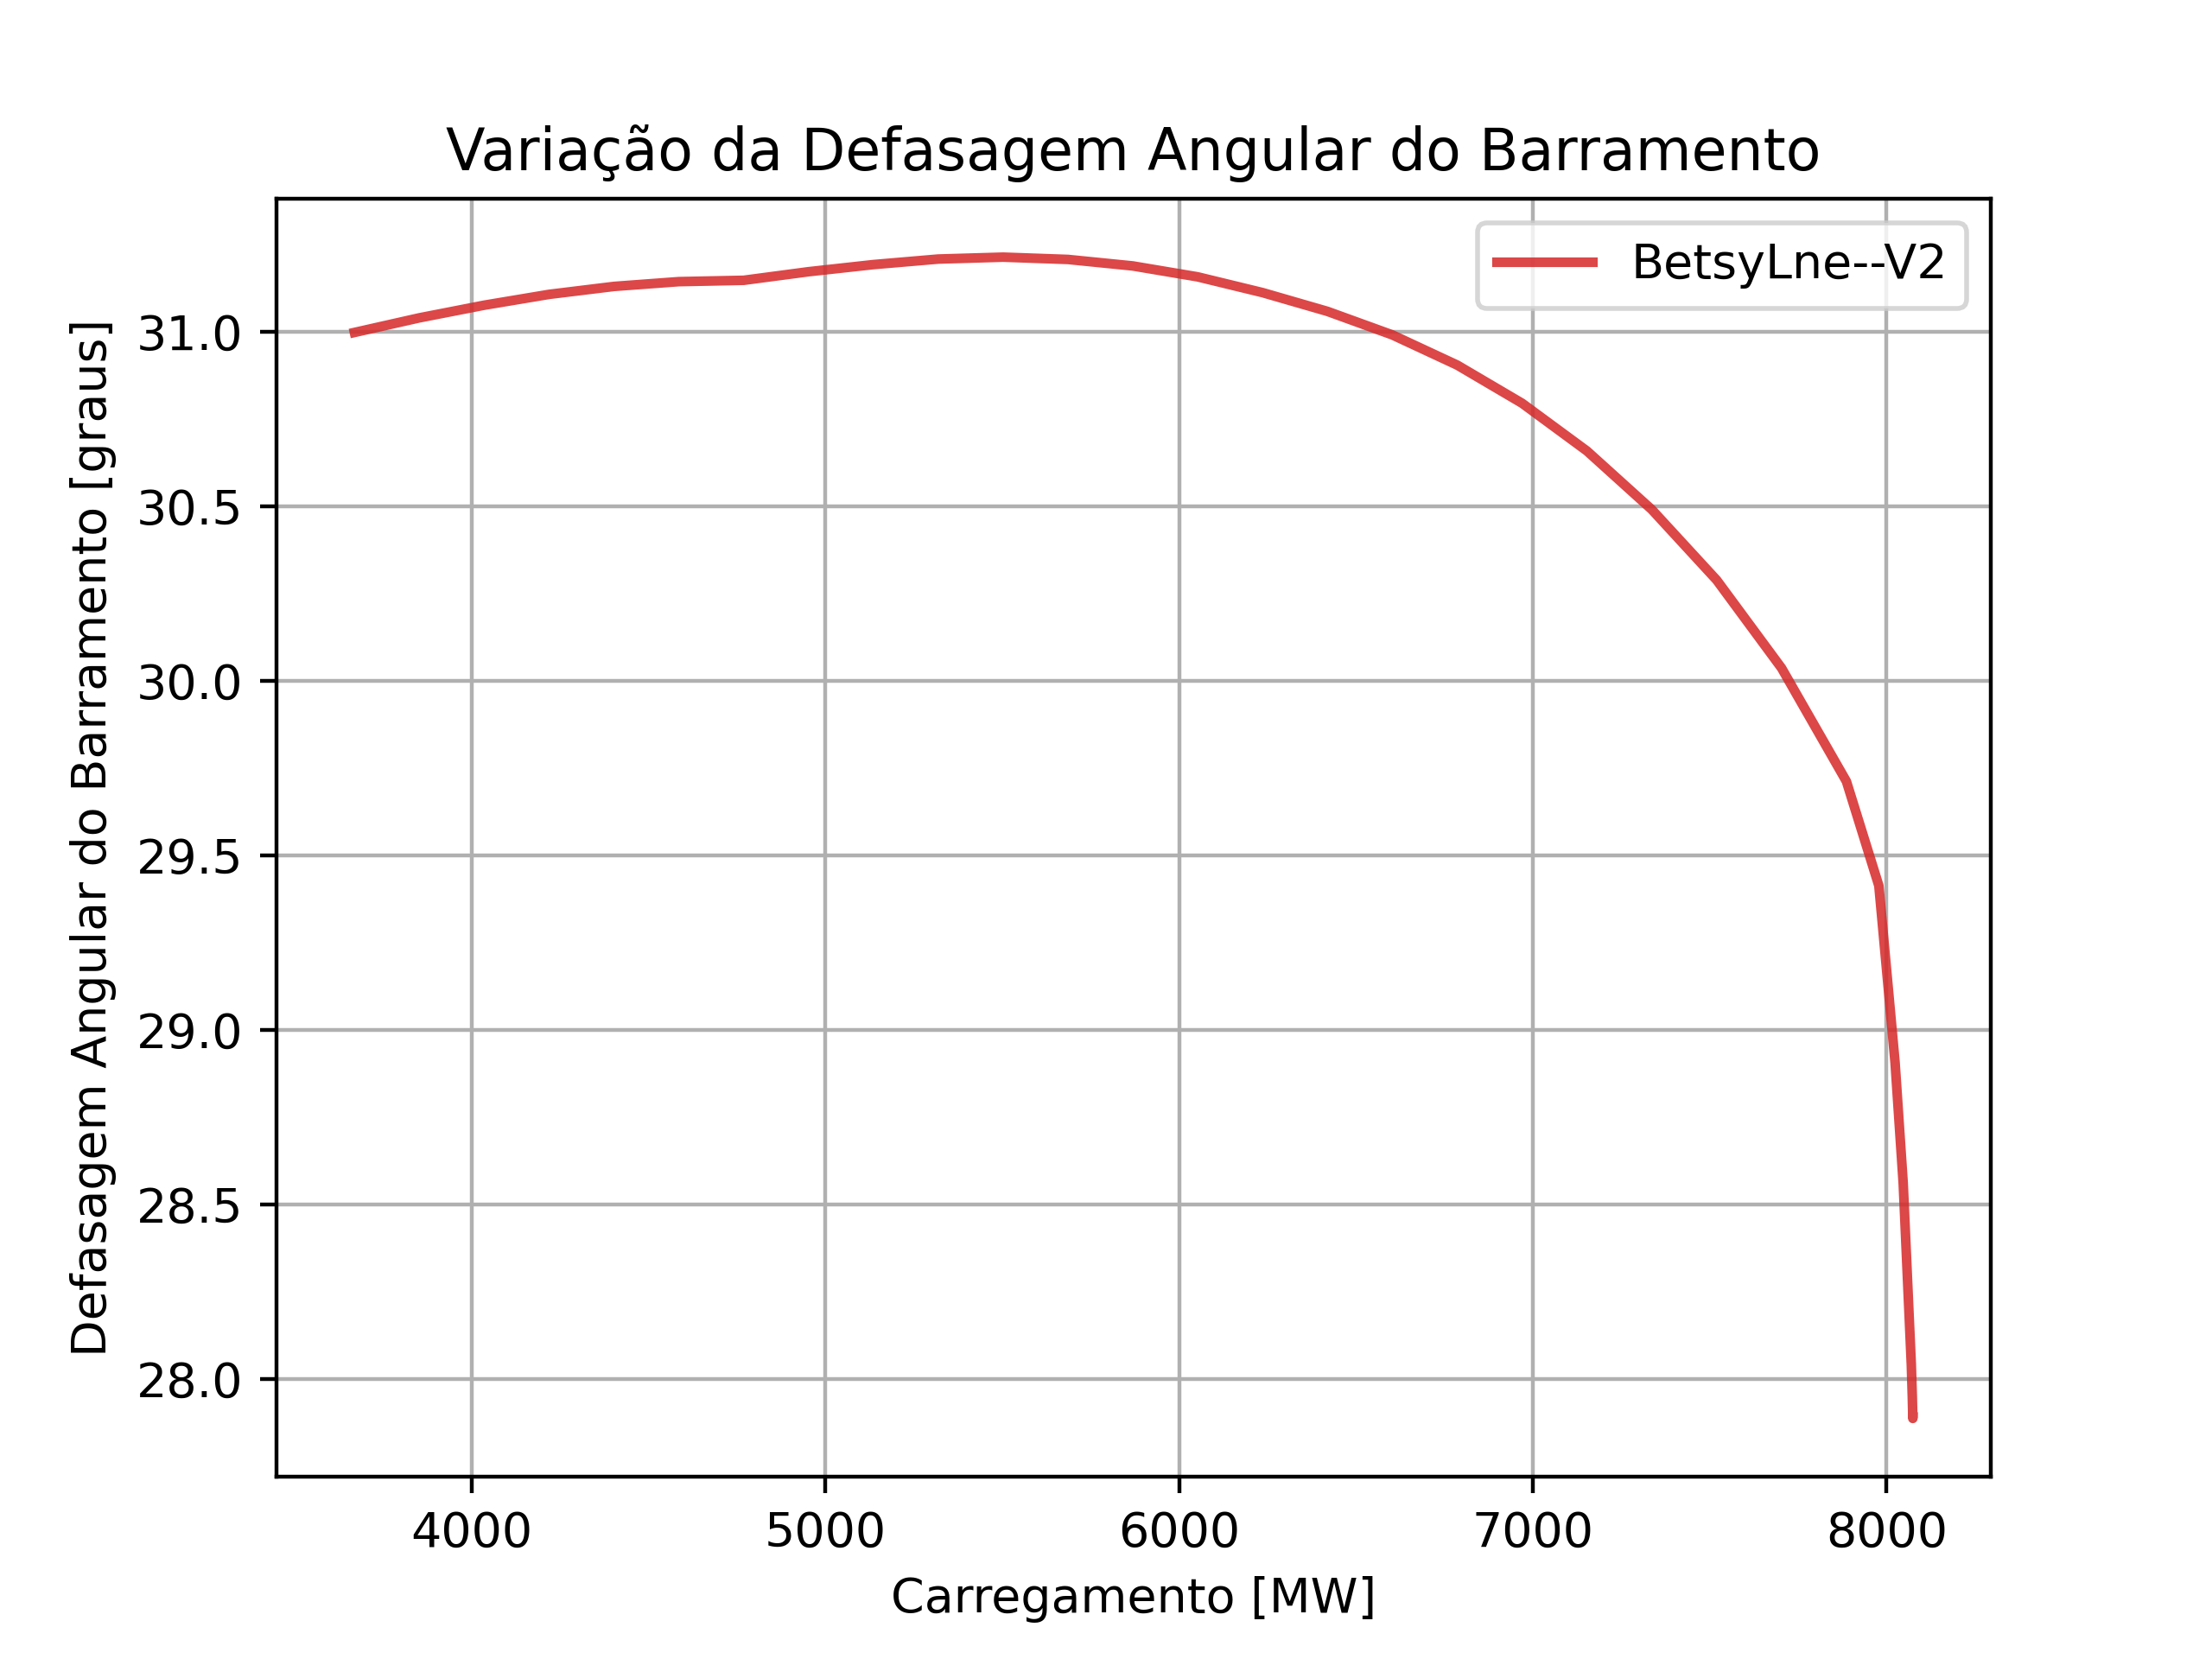 Variação da Defasagem Angular do Barramento
BetsyLne--V2
Defasagem Angular do Barramento [graus]
31.0
30.5
30.0
29.5
29.0
28.5
28.0
4000 5000 6000 7000 8000
Carregamento [MW]